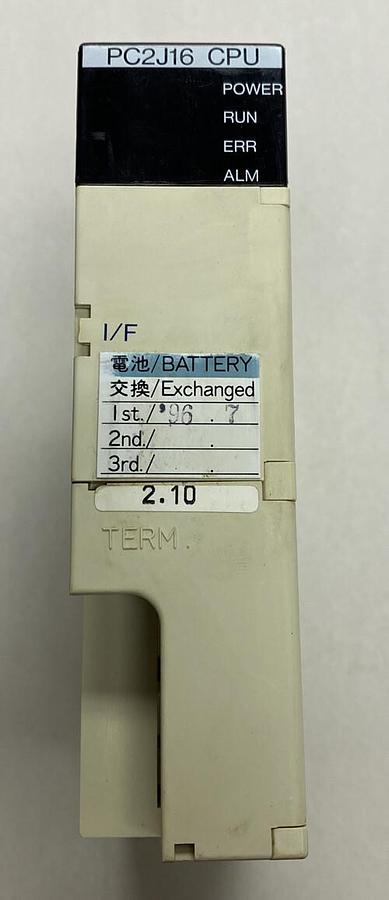 PC2J16 CPU
POWER
RUN
ERR
ALM
I/F
電池/BATTERY
交換/Exchanged
1st./'96 . 7
2nd./ .
3rd./ .
2.10
TERM.